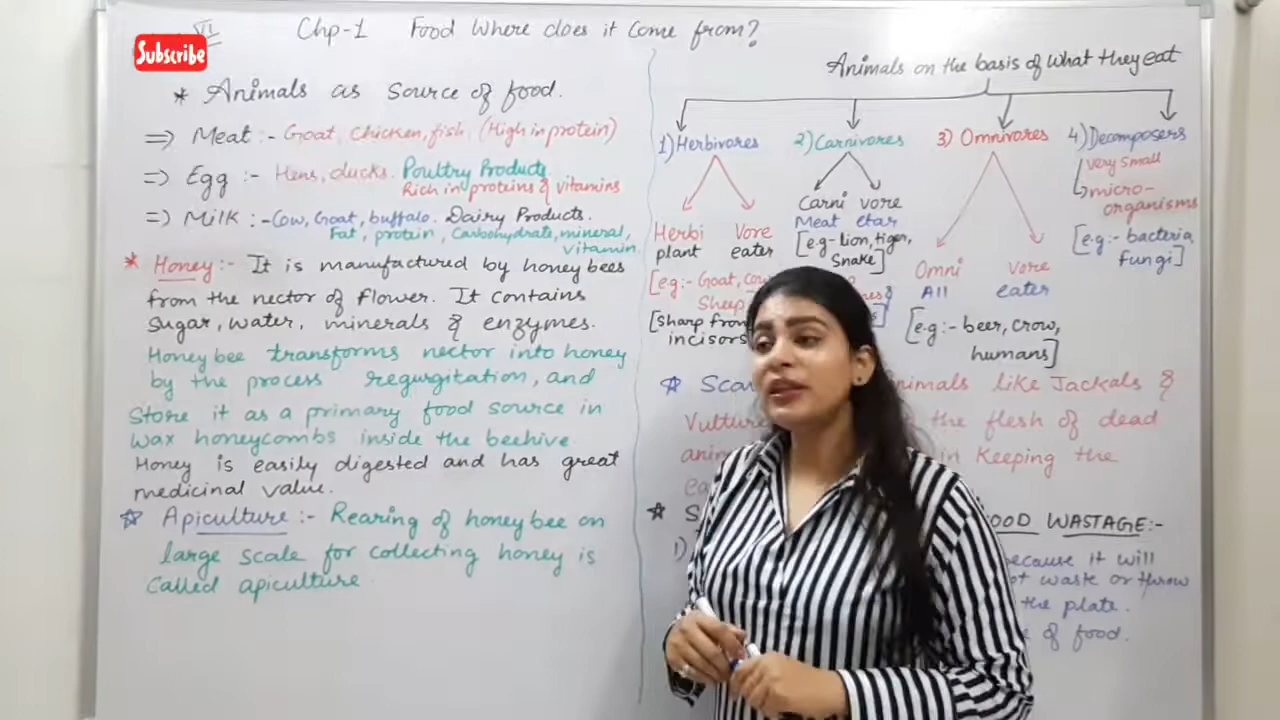 VI Chp-1 Food Where does it come from?
Subscribe
* Animals as source of food.
⇒ Meat :- Goat, chicken, fish (High in protein)
⇒ Egg :- Hens, ducks. Poultry Products
Rich in proteins & vitamins
⇒ Milk :- Cow, Goat, buffalo. Dairy Products.
Fat, protein, Carbohydrate, mineral,
vitamin
* Honey :- It is manufactured by honey bees
from the nector of flower. It contains
sugar, water, minerals & enzymes.
Honey bee transforms nector into honey
by the process regurgitation, and
store it as a primary food source in
wax honeycombs inside the beehive
Honey is easily digested and has great
medicinal value.
☆ Apiculture :- Rearing of honey bee on
large scale for collecting honey is
called apiculture
Animals on the basis of what they eat
1) Herbivores
Herbi Vore
plant eater
[eg:- Goat, cow
Sheep
[sharp fron
incisors
2) Carnivores
Carni vore
Meat etar
[e.g- lion, tiger,
Snake]
3) Omnivores
Omni vore
All eater
[e.g:- beer, crow,
humans]
4) Decomposers
very small
micro-
organisms
[e.g:- bacteria,
fungi]
☆ Sca nimals like Jackals &
Vulture the flesh of dead
anim in Keeping the
* S OOD WASTAGE:-
1) because it will
ot waste or throw
the plate.
e of food.